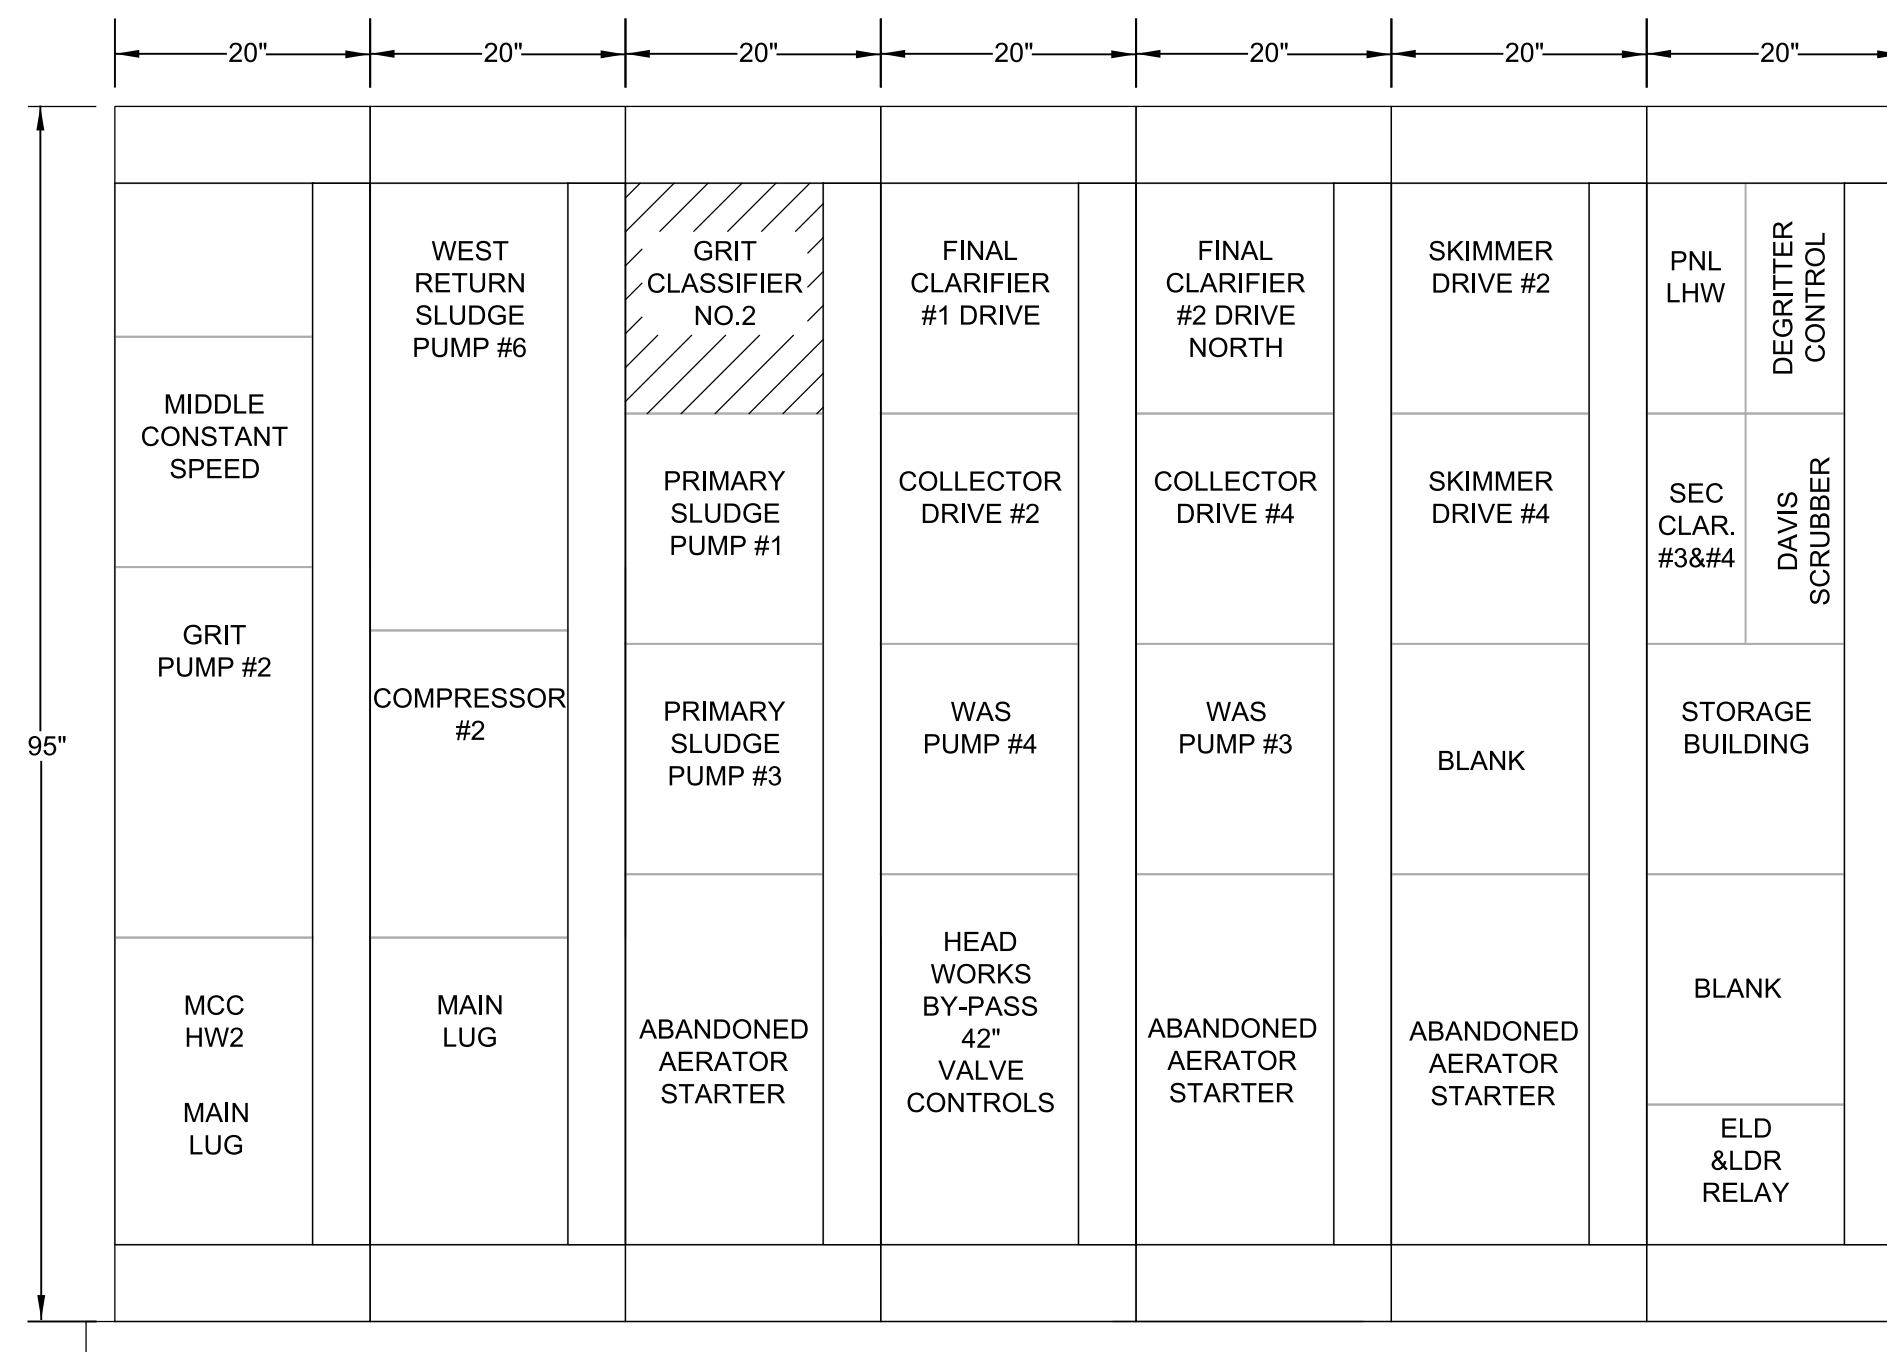 20"
20"
20"
20"
20"
20"
20"
95"
MIDDLE
CONSTANT
SPEED
GRIT
PUMP #2
MCC
HW2
MAIN
LUG
WEST
RETURN
SLUDGE
PUMP #6
COMPRESSOR
#2
MAIN
LUG
GRIT
CLASSIFIER
NO.2
PRIMARY
SLUDGE
PUMP #1
PRIMARY
SLUDGE
PUMP #3
ABANDONED
AERATOR
STARTER
FINAL
CLARIFIER
#1 DRIVE
COLLECTOR
DRIVE #2
WAS
PUMP #4
HEAD
WORKS
BY-PASS
42"
VALVE
CONTROLS
FINAL
CLARIFIER
#2 DRIVE
NORTH
COLLECTOR
DRIVE #4
WAS
PUMP #3
ABANDONED
AERATOR
STARTER
SKIMMER
DRIVE #2
SKIMMER
DRIVE #4
BLANK
ABANDONED
AERATOR
STARTER
PNL
LHW
DEGRITTER
CONTROL
SEC
CLAR.
#3&#4
DAVIS
SCRUBBER
STORAGE
BUILDING
BLANK
ELD
&LDR
RELAY